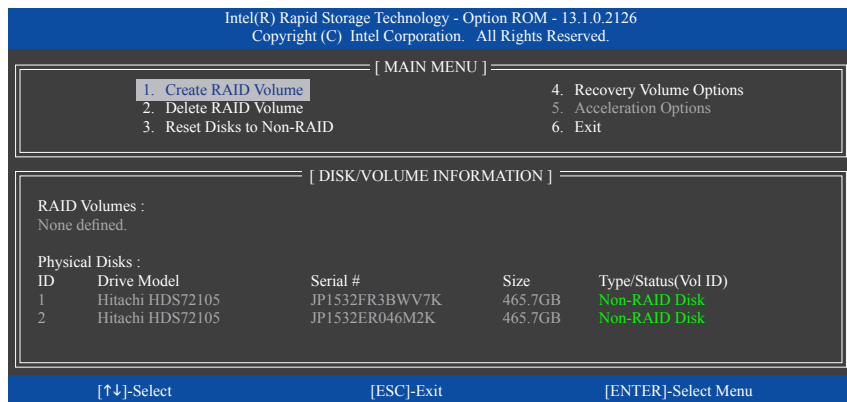 Intel(R) Rapid Storage Technology - Option ROM - 13.1.0.2126
Copyright (C) Intel Corporation. All Rights Reserved.
[ MAIN MENU ]
1. Create RAID Volume
2. Delete RAID Volume
3. Reset Disks to Non-RAID
4. Recovery Volume Options
5. Acceleration Options
6. Exit
[ DISK/VOLUME INFORMATION ]
RAID Volumes :
None defined.
Physical Disks :
ID Drive Model Serial # Size Type/Status(Vol ID)
1 Hitachi HDS72105 JP1532FR3BWV7K 465.7GB Non-RAID Disk
2 Hitachi HDS72105 JP1532ER046M2K 465.7GB Non-RAID Disk
[↑↓]-Select [ESC]-Exit [ENTER]-Select Menu